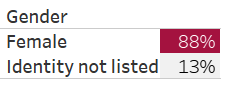 Gender
Female 88%
Identity not listed 13%